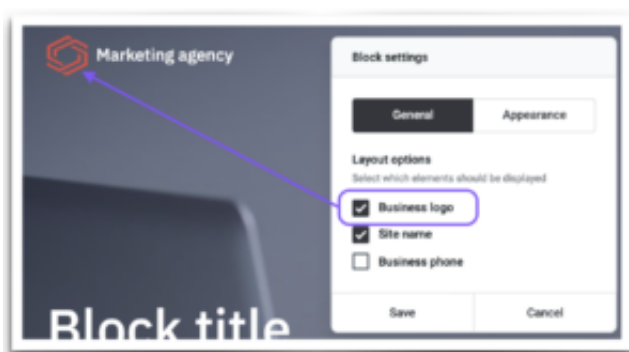 Marketing agency
Block settings
General
Appearance
Layout options
Select which elements should be displayed
Business logo
Site name
Business phone
Save
Cancel
Block title